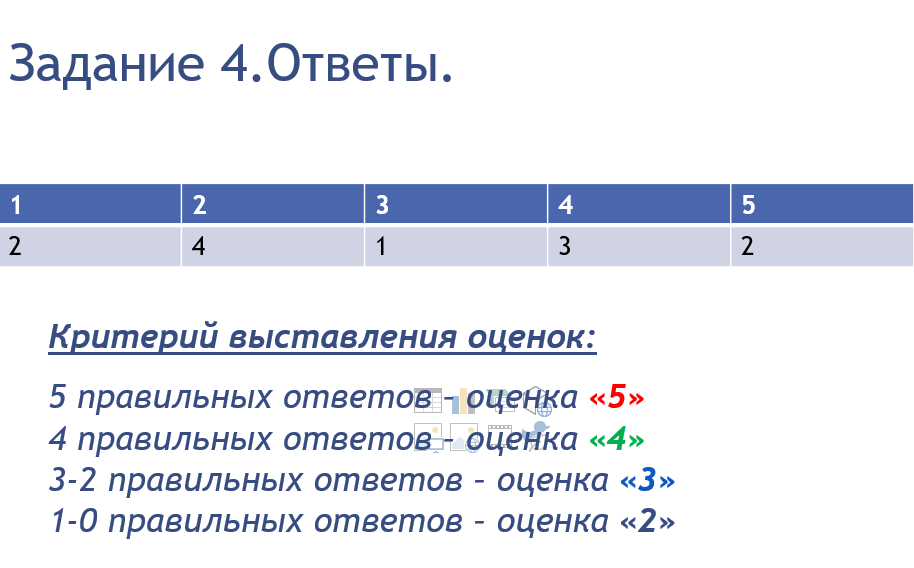 Задание 4.Ответы.
1 2 3 4 5
2 4 1 3 2
Критерий выставления оценок:
5 правильных ответов – оценка «5»
4 правильных ответов – оценка «4»
3-2 правильных ответов – оценка «3»
1-0 правильных ответов – оценка «2»